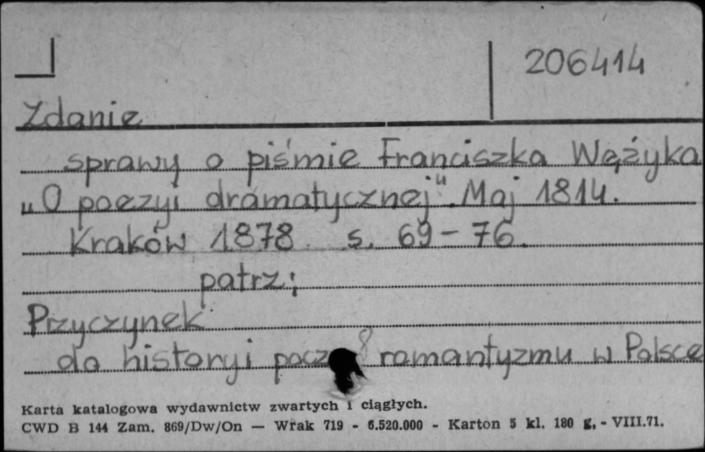 206414
Zdanie
sprawy o piśmie Franciszka Wężyka
„O poezyi dramatycznej". Maj 1814.
Kraków 1878 s. 69-76.
patrz:
Przyczynek
do historyi romantyzmu w Polsce
Karta katalogowa wydawnictw zwartych i ciągłych.
CWD B 144 Zam. 869/Dw/On — Wrak 719 - 6.520.000 - Karton 5 kl. 180 g. - VIII.71.